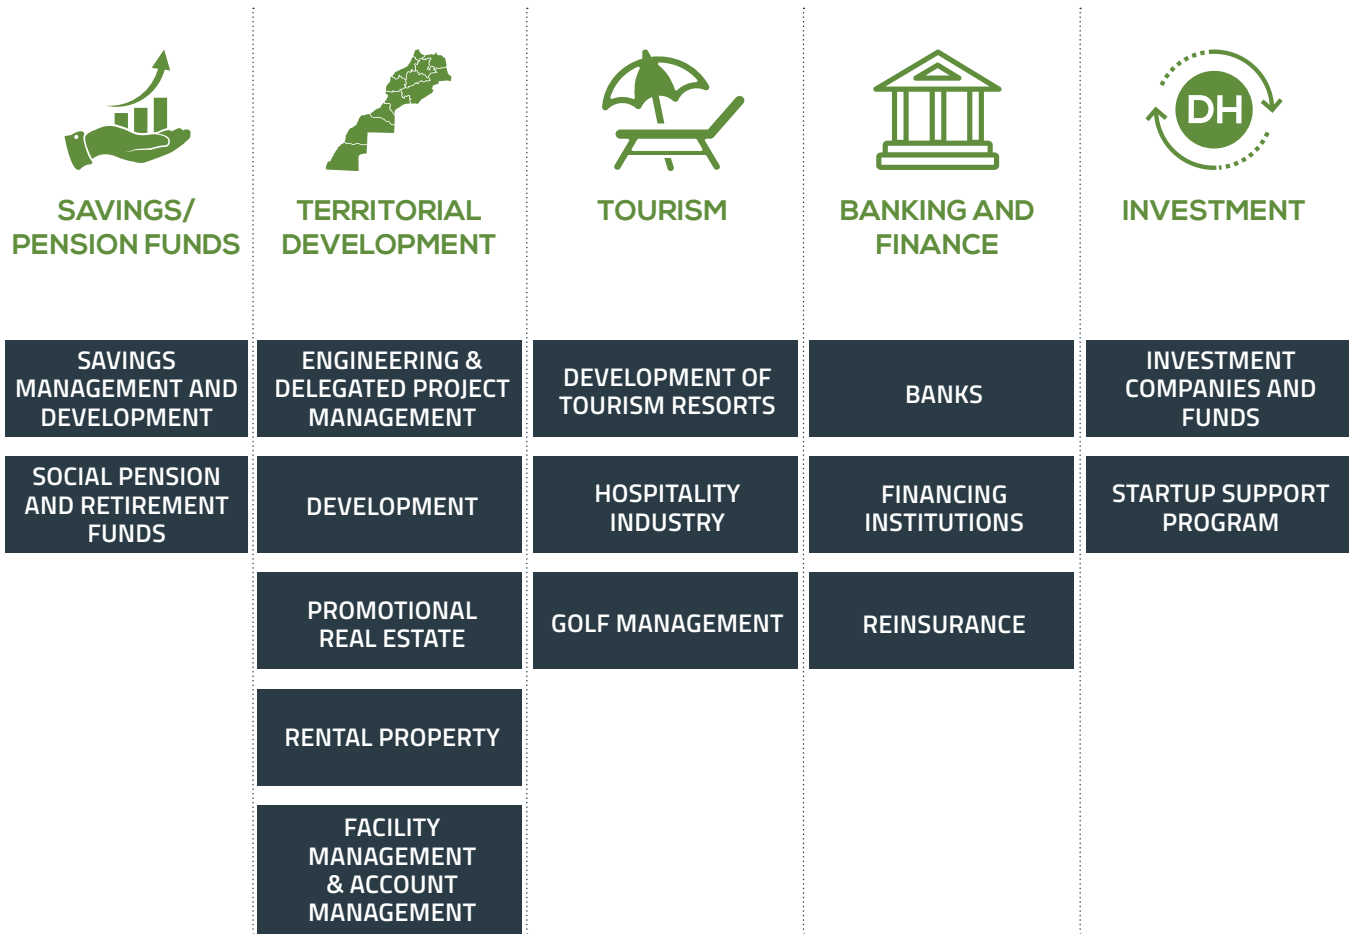 SAVINGS/
PENSION FUNDS
SAVINGS
MANAGEMENT AND
DEVELOPMENT
SOCIAL PENSION
AND RETIREMENT
FUNDS
TERRITORIAL
DEVELOPMENT
ENGINEERING &
DELEGATED PROJECT
MANAGEMENT
DEVELOPMENT
PROMOTIONAL
REAL ESTATE
RENTAL PROPERTY
FACILITY
MANAGEMENT
& ACCOUNT
MANAGEMENT
TOURISM
DEVELOPMENT OF
TOURISM RESORTS
HOSPITALITY
INDUSTRY
GOLF MANAGEMENT
BANKING AND
FINANCE
BANKS
FINANCING
INSTITUTIONS
REINSURANCE
DH
INVESTMENT
INVESTMENT
COMPANIES AND
FUNDS
STARTUP SUPPORT
PROGRAM